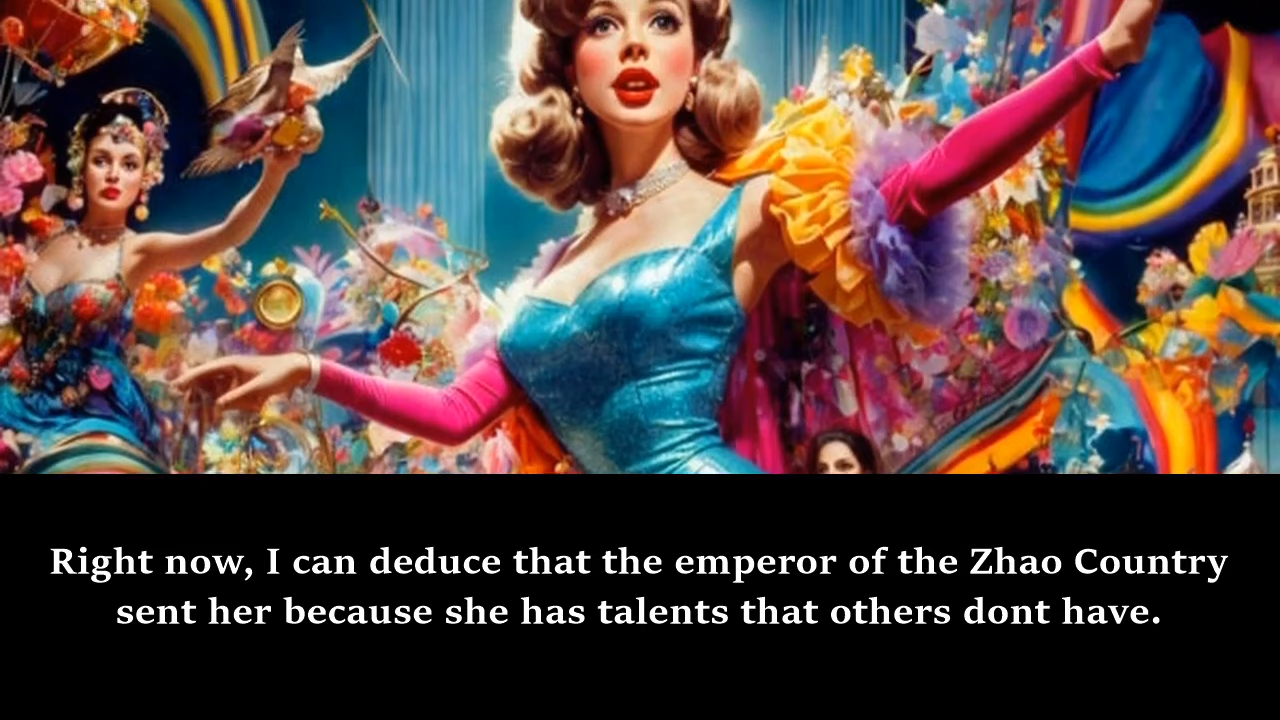 Right now, I can deduce that the emperor of the Zhao Country
sent her because she has talents that others dont have.